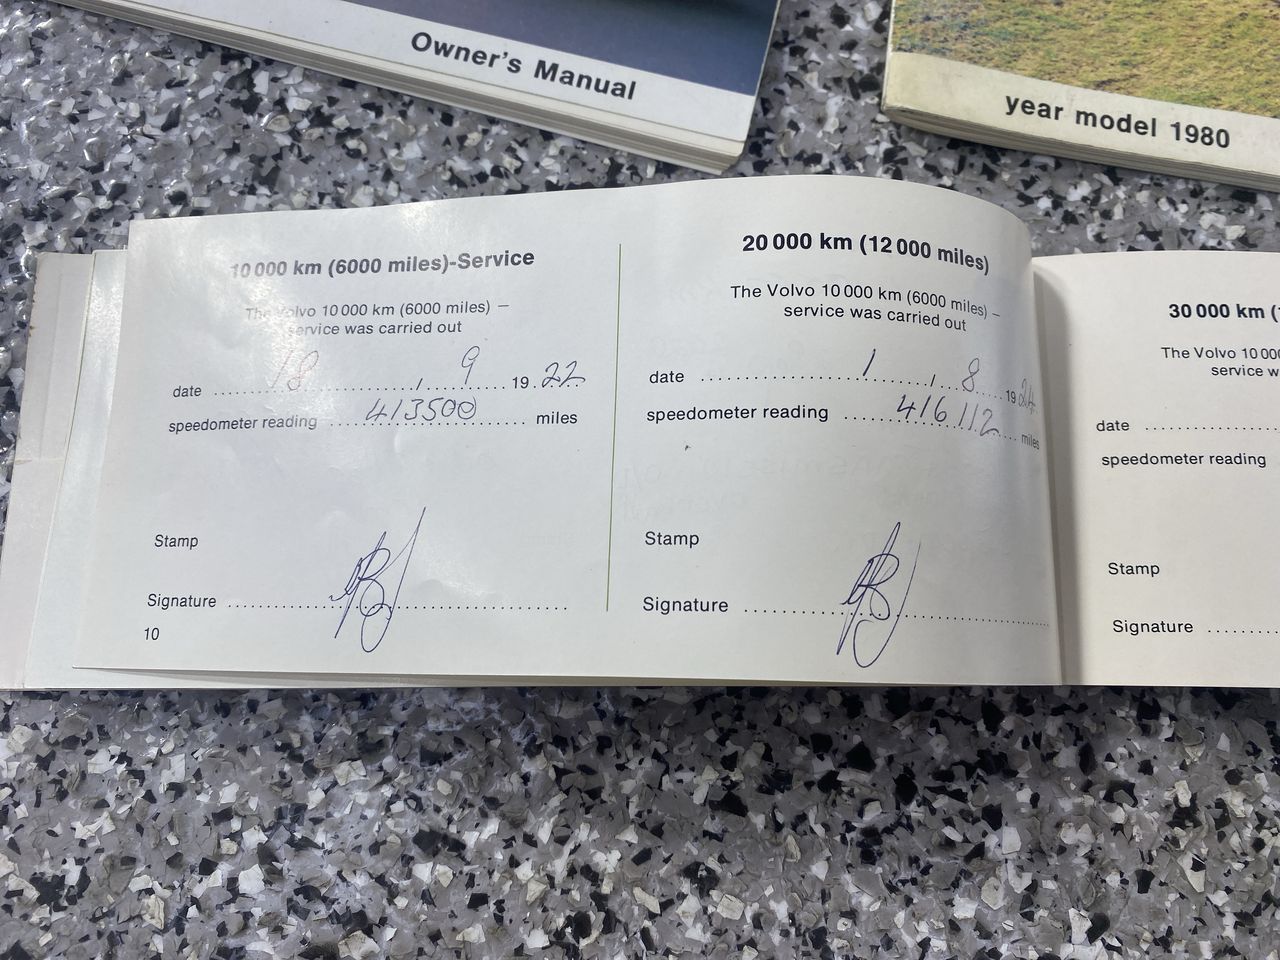 Owner's Manual
year model 1980
10 000 km (6000 miles)-Service
The Volvo 10 000 km (6000 miles) –
service was carried out
date 18 / 9 19 22
speedometer reading 413500 miles
Stamp
Signature
10
20 000 km (12 000 miles)
The Volvo 10 000 km (6000 miles) –
service was carried out
date 1 / 8 19 24
speedometer reading 416112 miles
Stamp
Signature
30 000 km (
The Volvo 10 000
service w
date
speedometer reading
Stamp
Signature